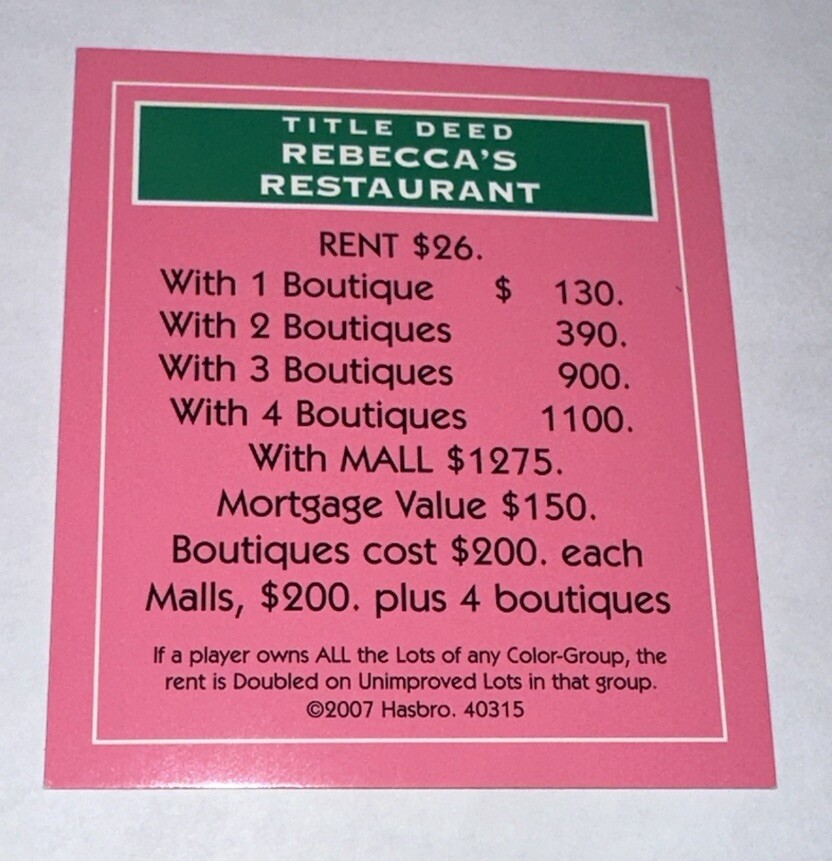 TITLE DEED
REBECCA'S
RESTAURANT
RENT $26.
With 1 Boutique $ 130.
With 2 Boutiques 390.
With 3 Boutiques 900.
With 4 Boutiques 1100.
With MALL $1275.
Mortgage Value $150.
Boutiques cost $200. each
Malls, $200. plus 4 boutiques
If a player owns ALL the Lots of any Color-Group, the
rent is Doubled on Unimproved Lots in that group.
©2007 Hasbro. 40315